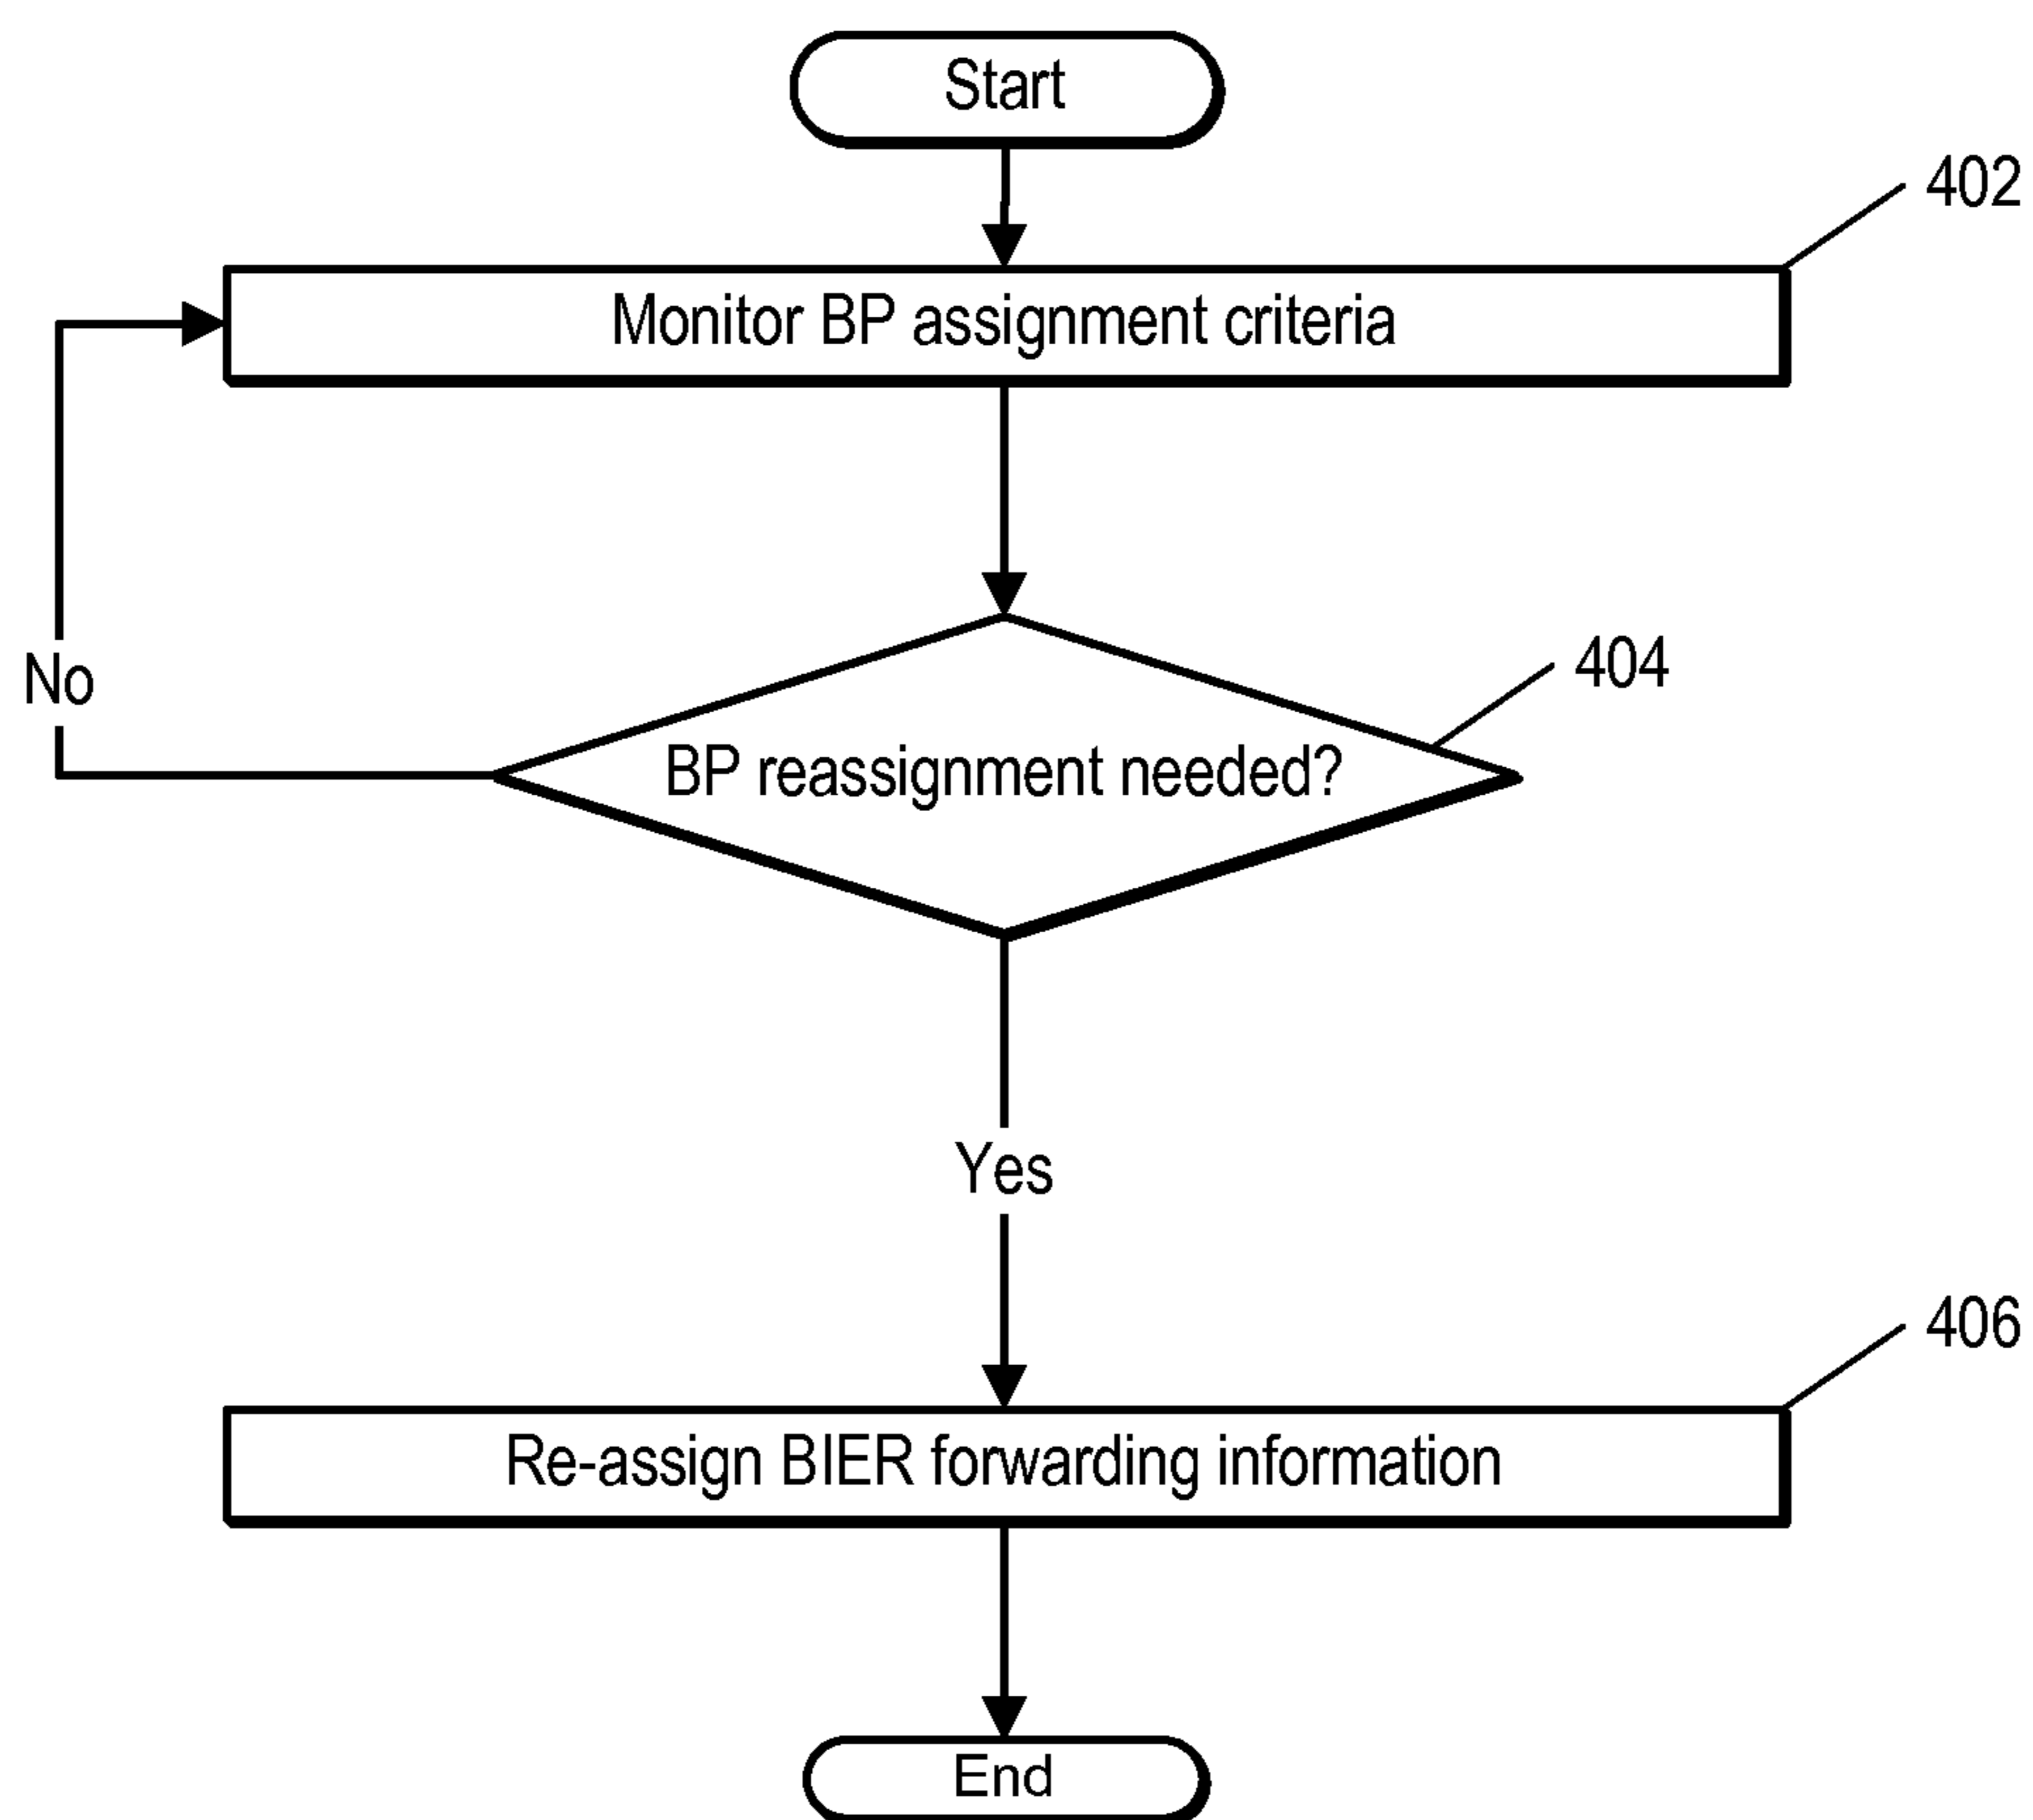 Start
402
Monitor BP assignment criteria
No
404
BP reassignment needed?
Yes
406
Re-assign BIER forwarding information
End